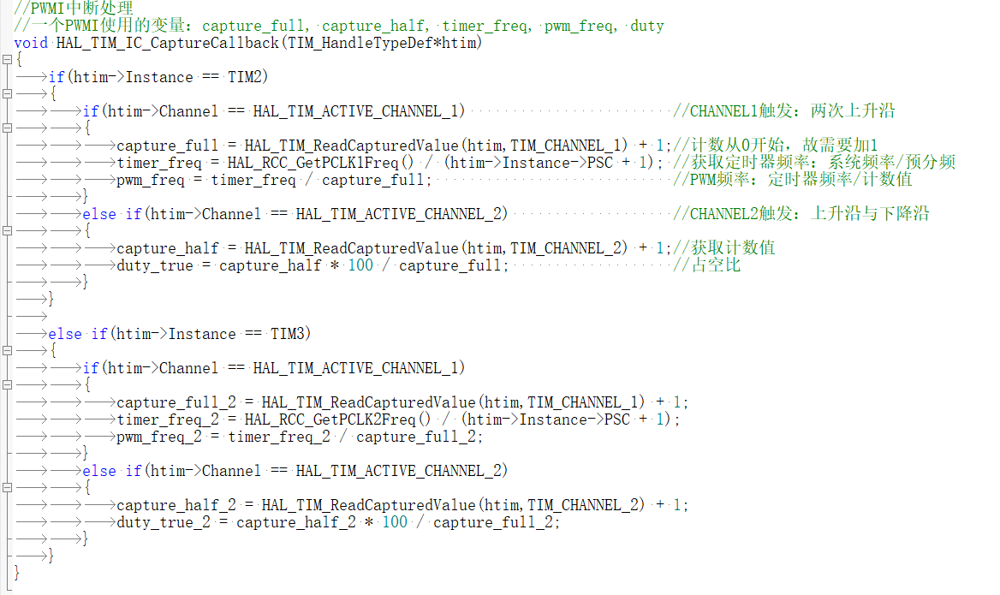 //PWMI中断处理
//一个PWMI使用的变量：capture_full, capture_half, timer_freq, pwm_freq, duty
void HAL_TIM_IC_CaptureCallback(TIM_HandleTypeDef*htim)
{
if(htim->Instance == TIM2)
{
if(htim->Channel == HAL_TIM_ACTIVE_CHANNEL_1) //CHANNEL1触发：两次上升沿
{
capture_full = HAL_TIM_ReadCapturedValue(htim,TIM_CHANNEL_1) + 1;//计数从0开始，故需要加1
timer_freq = HAL_RCC_GetPCLK1Freq() / (htim->Instance->PSC + 1); //获取定时器频率：系统频率/预分频
pwm_freq = timer_freq / capture_full; //PWM频率：定时器频率/计数值
}
else if(htim->Channel == HAL_TIM_ACTIVE_CHANNEL_2) //CHANNEL2触发：上升沿与下降沿
{
capture_half = HAL_TIM_ReadCapturedValue(htim,TIM_CHANNEL_2) + 1;//获取计数值
duty_true = capture_half * 100 / capture_full; //占空比
}
}
else if(htim->Instance == TIM3)
{
if(htim->Channel == HAL_TIM_ACTIVE_CHANNEL_1)
{
capture_full_2 = HAL_TIM_ReadCapturedValue(htim,TIM_CHANNEL_1) + 1;
timer_freq_2 = HAL_RCC_GetPCLK2Freq() / (htim->Instance->PSC + 1);
pwm_freq_2 = timer_freq_2 / capture_full_2;
}
else if(htim->Channel == HAL_TIM_ACTIVE_CHANNEL_2)
{
capture_half_2 = HAL_TIM_ReadCapturedValue(htim,TIM_CHANNEL_2) + 1;
duty_true_2 = capture_half_2 * 100 / capture_full_2;
}
}
}